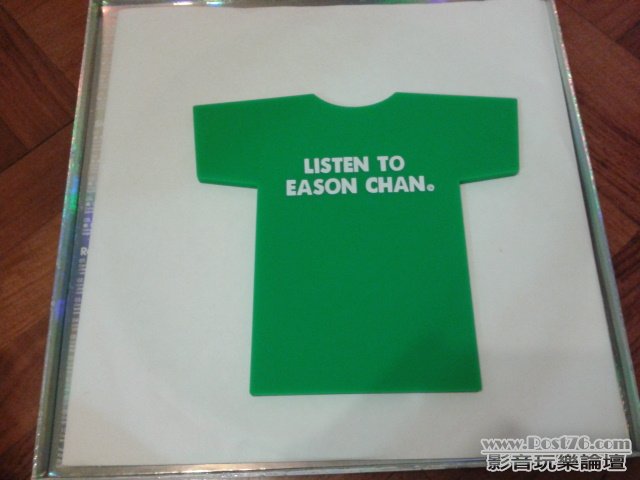 LISTEN TO
EASON CHAN®
www.Post76.com
影音玩樂論壇